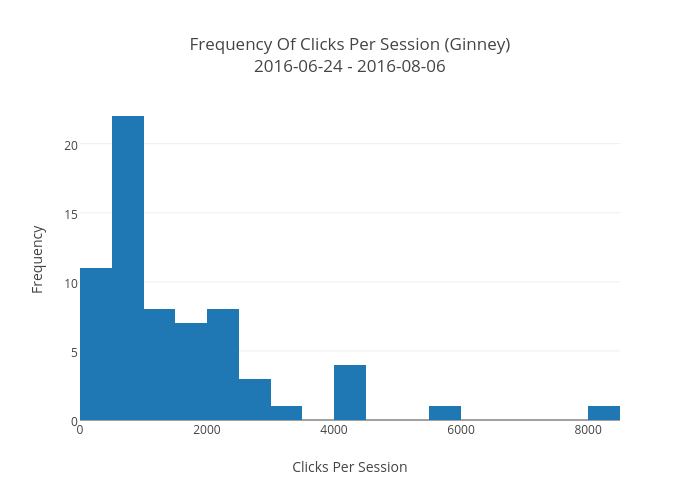 Frequency Of Clicks Per Session (Ginney)
2016-06-24 - 2016-08-06
Frequency
20
15
10
5
0
0 2000 4000 6000 8000
Clicks Per Session